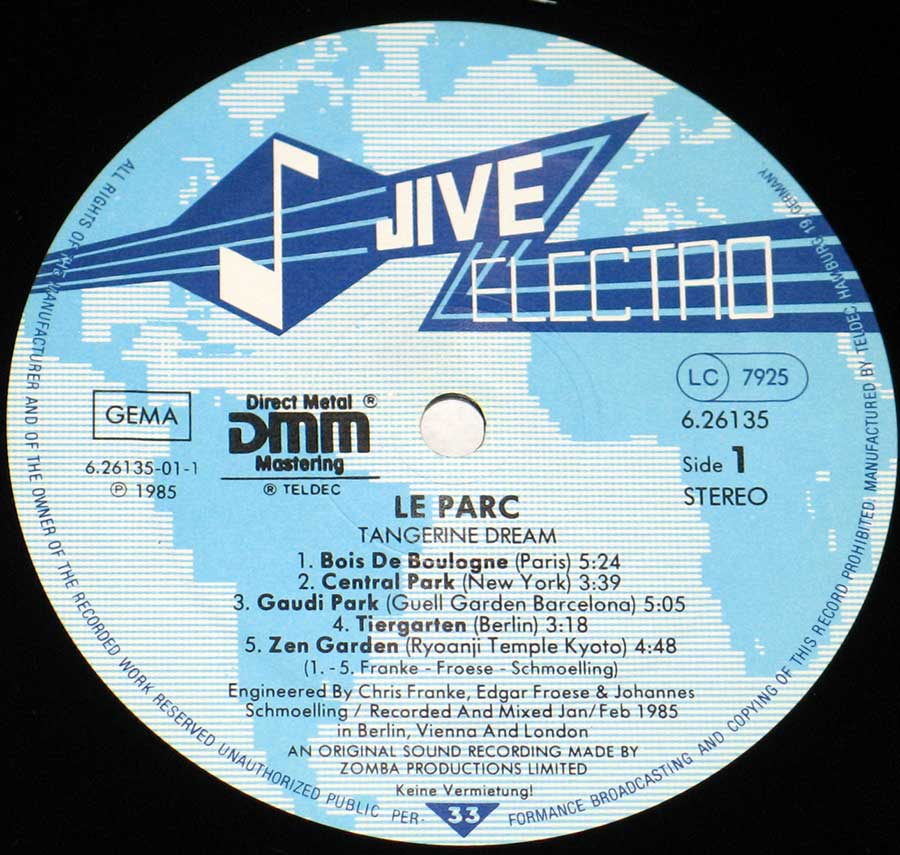 JIVE
ELECTRO
GEMA
6.26135-01-1
℗ 1985
Direct Metal ®
DMM
Mastering
® TELDEC
LC 7925
6.26135
Side 1
STEREO
LE PARC
TANGERINE DREAM
1. Bois De Boulogne (Paris) 5:24
2. Central Park (New York) 3:39
3. Gaudi Park (Guell Garden Barcelona) 5:05
4. Tiergarten (Berlin) 3:18
5. Zen Garden (Ryoanji Temple Kyoto) 4:48
(1. - 5. Franke - Froese - Schmoelling)
Engineered By Chris Franke, Edgar Froese & Johannes
Schmoelling / Recorded And Mixed Jan/Feb 1985
in Berlin, Vienna And London
AN ORIGINAL SOUND RECORDING MADE BY
ZOMBA PRODUCTIONS LIMITED
Keine Vermietung!
33
ALL RIGHTS OF THE MANUFACTURER AND OF THE OWNER OF THE RECORDED WORK RESERVED UNAUTHORIZED PUBLIC PER- FORMANCE BROADCASTING AND COPYING OF THIS RECORD PROHIBITED MANUFACTURED BY TELDEC HAMBURG 19, GERMANY.